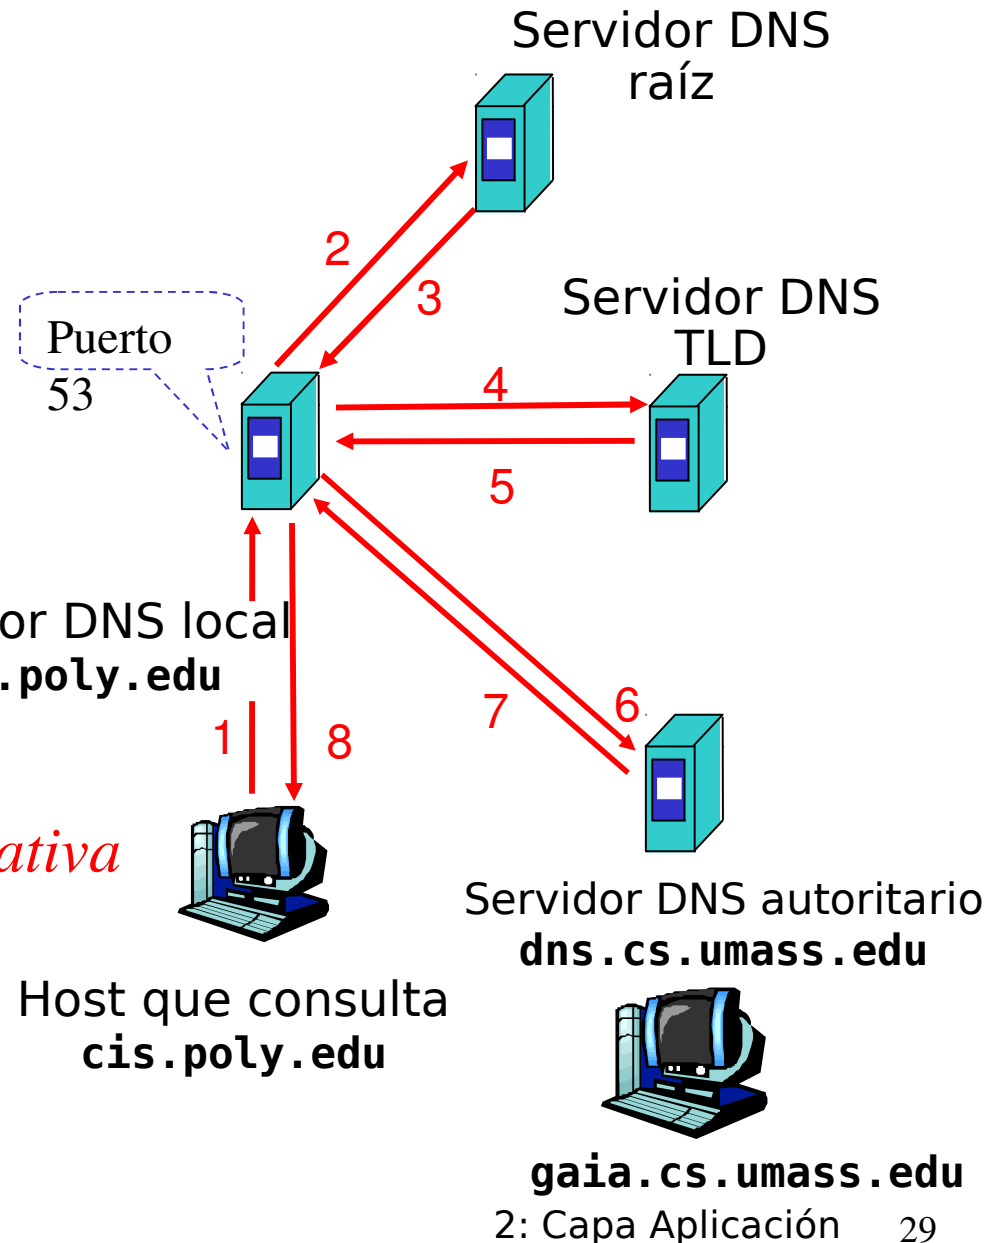 Servidor DNS
raíz
2
3
Servidor DNS
TLD
Puerto
53
4
5
or DNS local
.poly.edu
1
8
7
6
ativa
Servidor DNS autoritario
dns.cs.umass.edu
Host que consulta
cis.poly.edu
gaia.cs.umass.edu
2: Capa Aplicación 29